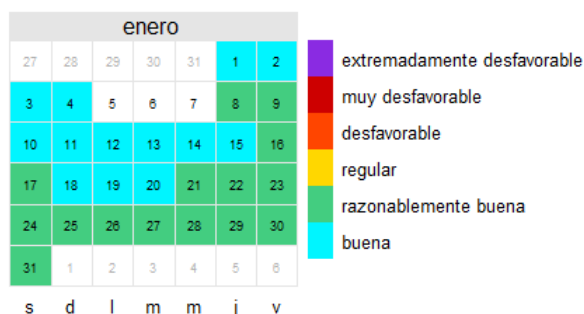 enero
27 28 29 30 31 1 2
3 4 5 6 7 8 9
10 11 12 13 14 15 16
17 18 19 20 21 22 23
24 25 26 27 28 29 30
31 1 2 3 4 5 6
s d l m m j v
extremadamente desfavorable
muy desfavorable
desfavorable
regular
razonablemente buena
buena